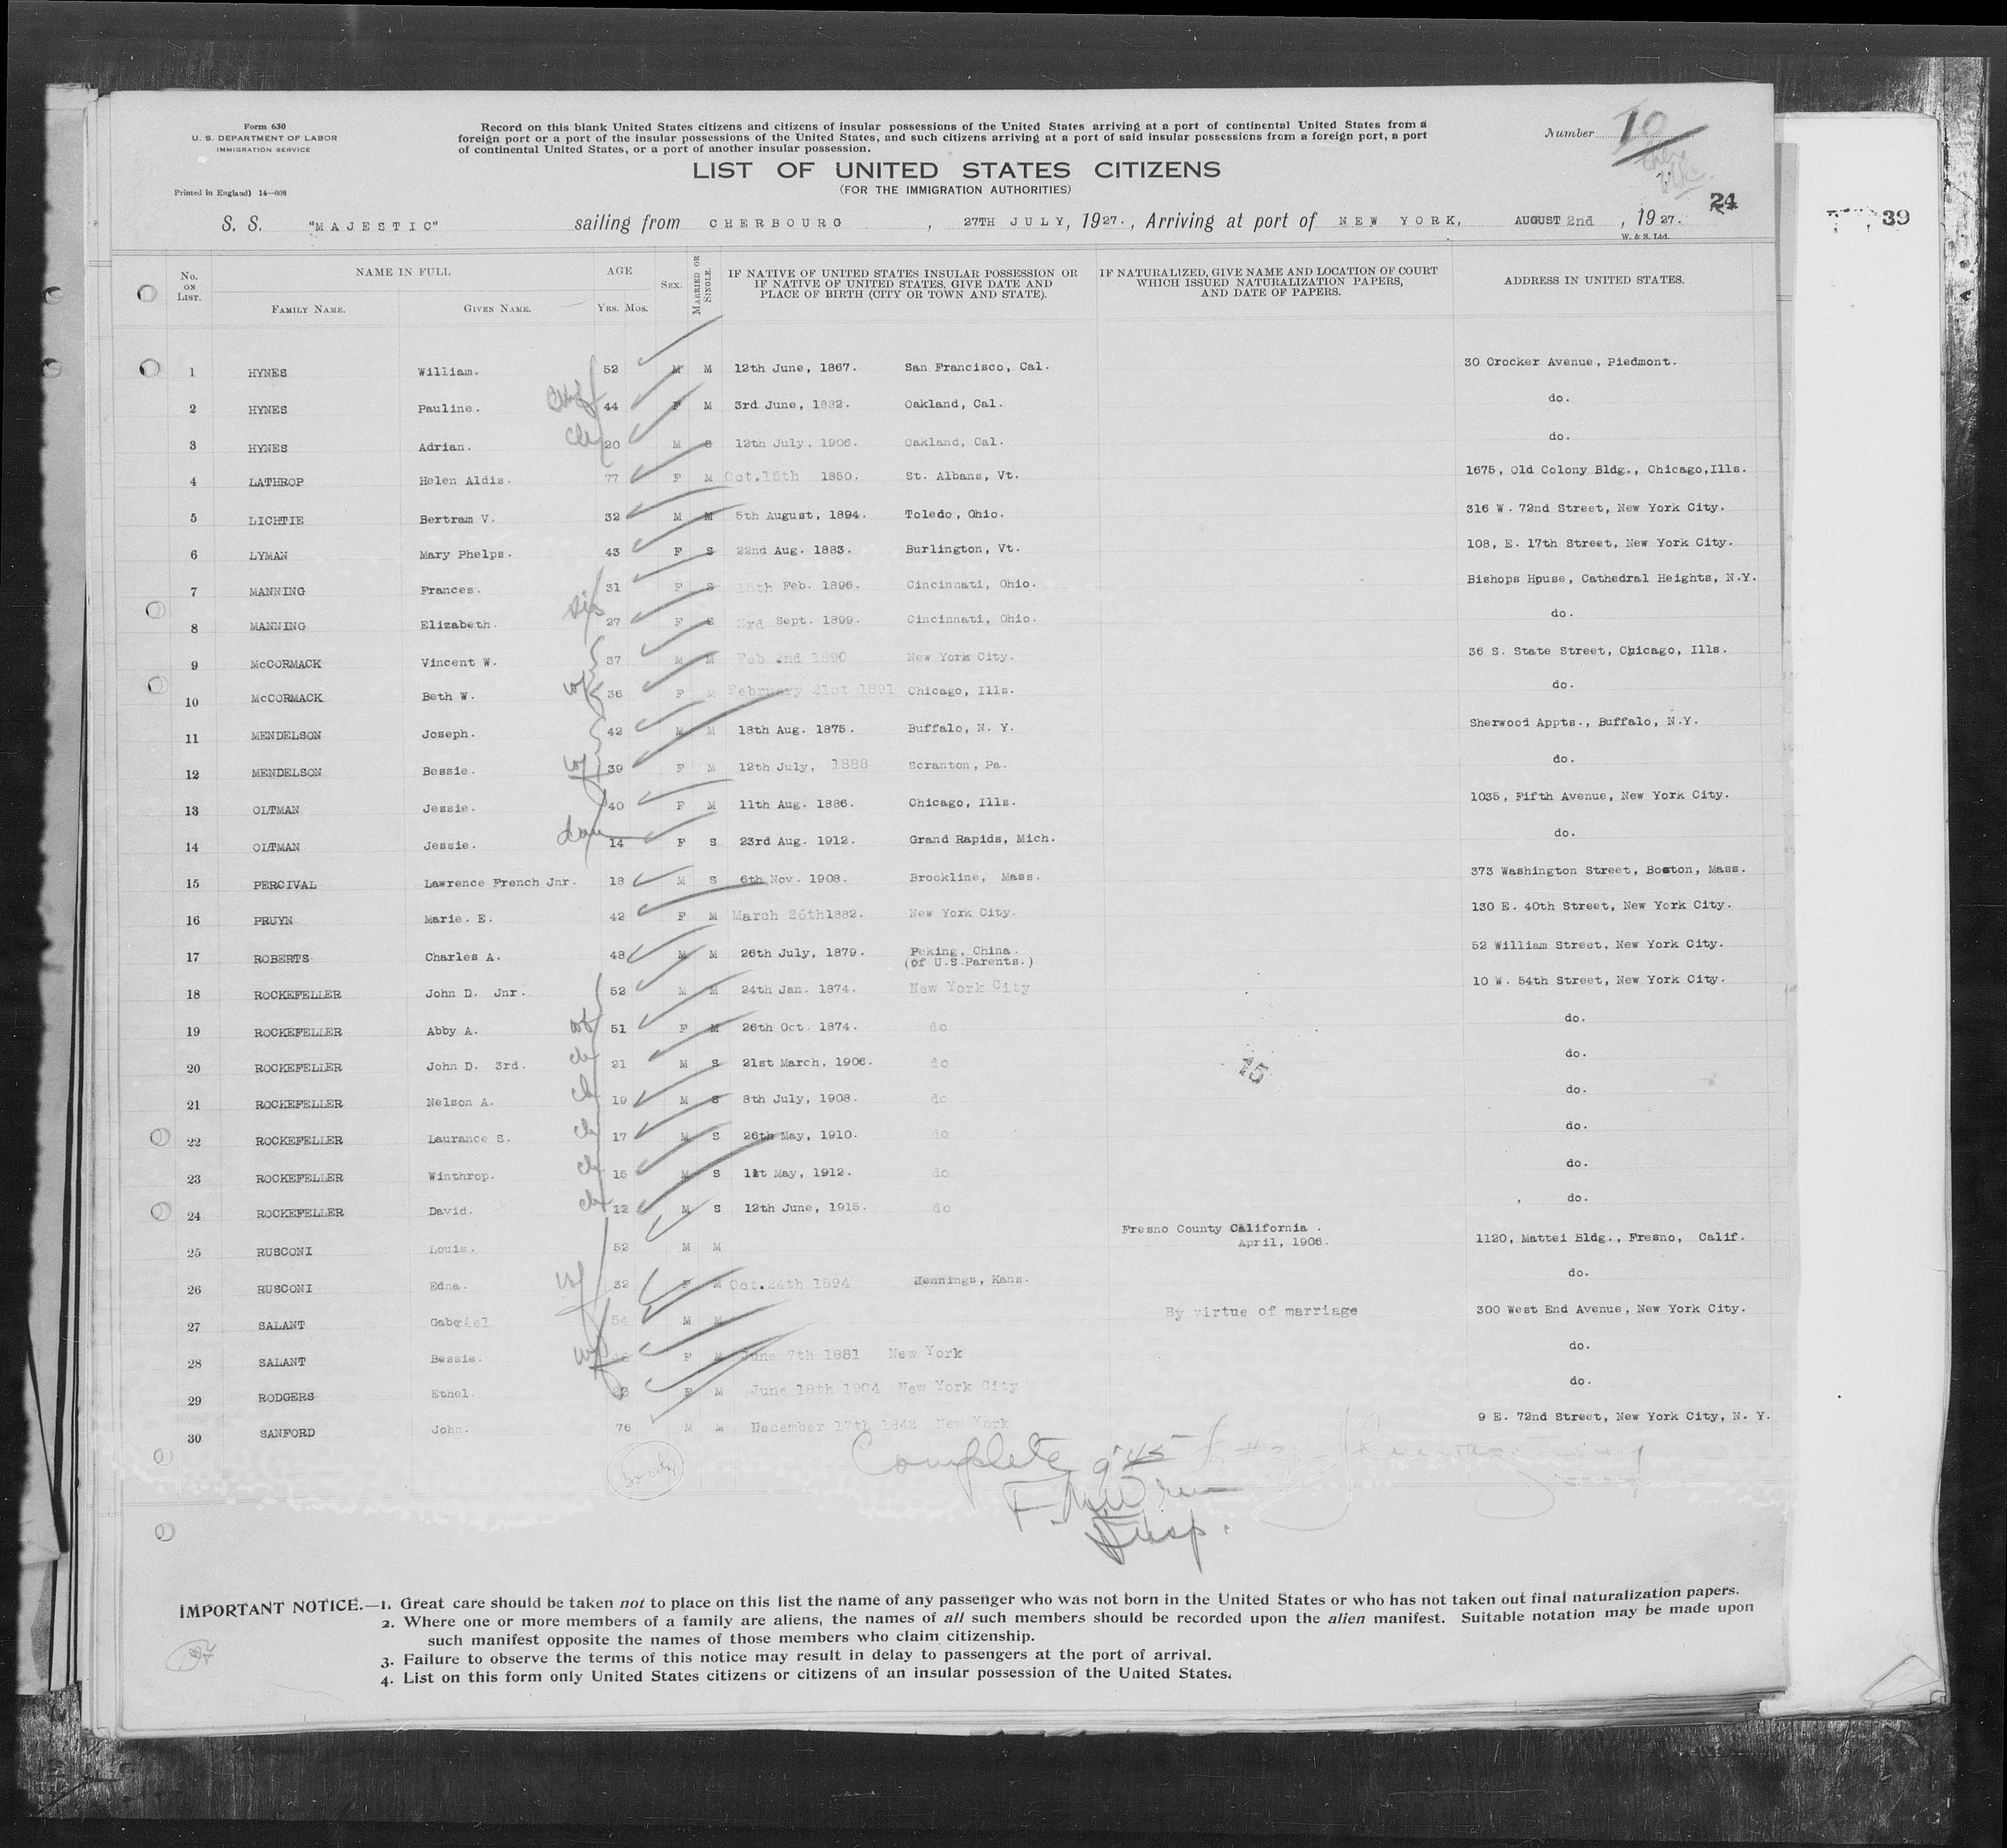 Form 630
U. S. DEPARTMENT OF LABOR
IMMIGRATION SERVICE
Printed in England) 14—608
Record on this blank United States citizens and citizens of insular possessions of the United States arriving at a port of continental United States from a
foreign port or a port of the insular possessions of the United States, and such citizens arriving at a port of said insular possessions from a foreign port, a port
of continental United States, or a port of another insular possession.
LIST OF UNITED STATES CITIZENS
(FOR THE IMMIGRATION AUTHORITIES)
Number 10
24
39
S. S. "MAJESTIC" sailing from CHERBOURG , 27TH JULY, 1927., Arriving at port of NEW YORK, AUGUST 2nd , 1927.
W. & S. Ltd.
No. ON LIST. NAME IN FULL FAMILY NAME. GIVEN NAME. AGE YRS. MOS. SEX. MARRIED OR SINGLE. IF NATIVE OF UNITED STATES INSULAR POSSESSION OR IF NATIVE OF UNITED STATES, GIVE DATE AND PLACE OF BIRTH (CITY OR TOWN AND STATE). IF NATURALIZED, GIVE NAME AND LOCATION OF COURT WHICH ISSUED NATURALIZATION PAPERS, AND DATE OF PAPERS. ADDRESS IN UNITED STATES.
1 HYNES William. 52 M M 12th June, 1867. San Francisco, Cal. 30 Crocker Avenue, Piedmont.
2 HYNES Pauline. 44 F M 3rd June, 1882. Oakland, Cal. do.
3 HYNES Adrian. ch 20 M S 12th July, 1906. Oakland, Cal. do.
4 LATHROP Helen Aldis. 77 F M Oct.15th 1850. St. Albans, Vt. 1675, Old Colony Bldg., Chicago,Ills.
5 LICHTIE Bertram V. 32 M M 5th August, 1894. Toledo, Ohio. 316 W. 72nd Street, New York City.
6 LYMAN Mary Phelps. 43 F S 22nd Aug. 1883. Burlington, Vt. 108, E. 17th Street, New York City.
7 MANNING Frances. 31 F S 15th Feb. 1896. Cincinnati, Ohio. Bishops House, Cathedral Heights, N.Y.
8 MANNING Elizabeth. sis 27 F S 3rd Sept. 1899. Cincinnati, Ohio. do.
9 McCORMACK Vincent W. 37 M M Feb 2nd 1890 New York City. 36 S. State Street, Chicago, Ills.
10 McCORMACK Beth W. wf 36 F M February 21st 1891 Chicago, Ills. do.
11 MENDELSON Joseph. 42 M M 18th Aug. 1875. Buffalo, N. Y. Sherwood Appts., Buffalo, N.Y.
12 MENDELSON Bessie. wf 39 F M 12th July, 1888 Scranton, Pa. do.
13 OLTMAN Jessie. 40 F M 11th Aug. 1886. Chicago, Ills. 1035, Fifth Avenue, New York City.
14 OLTMAN Jessie. dau 14 F S 23rd Aug. 1912. Grand Rapids, Mich. do.
15 PERCIVAL Lawrence French Jnr. 18 M S 6th Nov. 1908. Brookline, Mass. 373 Washington Street, Boston, Mass.
16 PRUYN Marie. E. 42 F M March 26th1882. New York City. 130 E. 40th Street, New York City.
17 ROBERTS Charles A. 48 M M 26th July, 1879. Peking, China. (of U.S.Parents.) 52 William Street, New York City.
18 ROCKEFELLER John D. Jnr. 52 M M 24th Jan. 1874. New York City 10 W. 54th Street, New York City.
19 ROCKEFELLER Abby A. wf 51 F M 26th Oct. 1874. do do.
20 ROCKEFELLER John D. 3rd. ch 21 M S 21st March, 1906. do 15 do.
21 ROCKEFELLER Nelson A. ch 19 M S 8th July, 1908. do do.
22 ROCKEFELLER Laurance S. ch 17 M S 26th May, 1910. do do.
23 ROCKEFELLER Winthrop. ch 15 M S 1st May, 1912. do do.
24 ROCKEFELLER David. ch 12 M S 12th June, 1915. do do.
25 RUSCONI Louis. 52 M M Fresno County California. April, 1906. 1120, Mattei Bldg., Fresno, Calif.
26 RUSCONI Edna. wf 32 F M Oct.24th 1894 Jennings, Kans. do.
27 SALANT Gabriel 54 M M By virtue of marriage 300 West End Avenue, New York City.
28 SALANT Bessie. wf F M June 7th 1881 New York do.
29 RODGERS Ethel. 23 F M June 18th 1904 New York City do.
30 SANFORD John. 76 M M December 17th 1842 New York 9 E. 72nd Street, New York City, N. Y.
Complete 945
Insp.
IMPORTANT NOTICE.—1. Great care should be taken not to place on this list the name of any passenger who was not born in the United States or who has not taken out final naturalization papers.
2. Where one or more members of a family are aliens, the names of all such members should be recorded upon the alien manifest. Suitable notation may be made upon
such manifest opposite the names of those members who claim citizenship.
3. Failure to observe the terms of this notice may result in delay to passengers at the port of arrival.
4. List on this form only United States citizens or citizens of an insular possession of the United States.